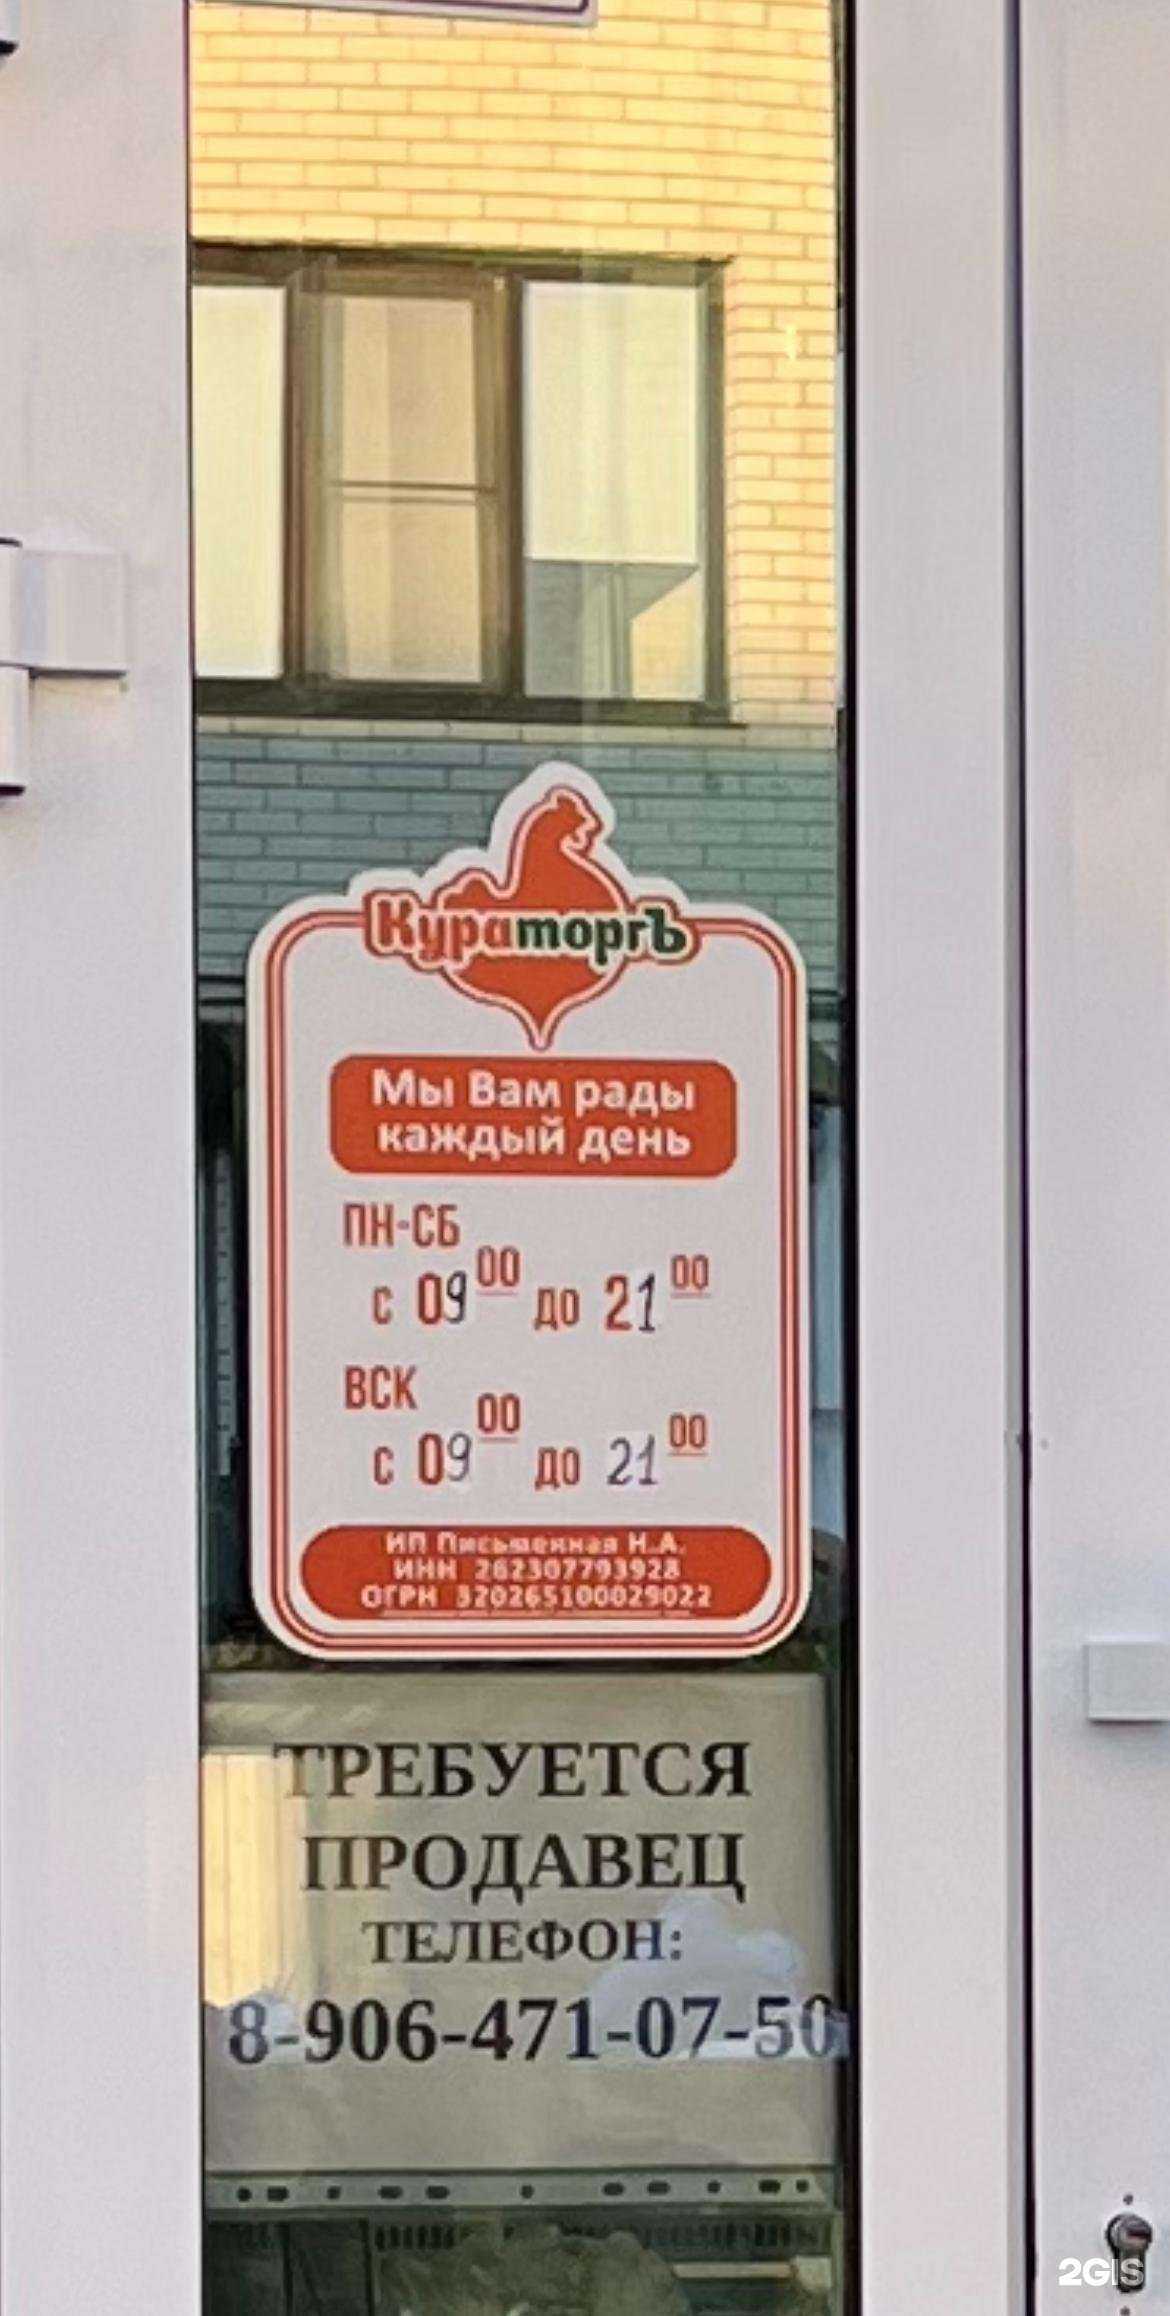 КураторгЪ
Мы Вам рады
каждый день
ПН-СБ
с 09 00 до 21 00
ВСК
с 09 00 до 21 00
ИП Письменная Н.А.
ИНН 262307793928
ОГРН 320265100029022
ТРЕБУЕТСЯ
ПРОДАВЕЦ
ТЕЛЕФОН:
8-906-471-07-50
2GIS